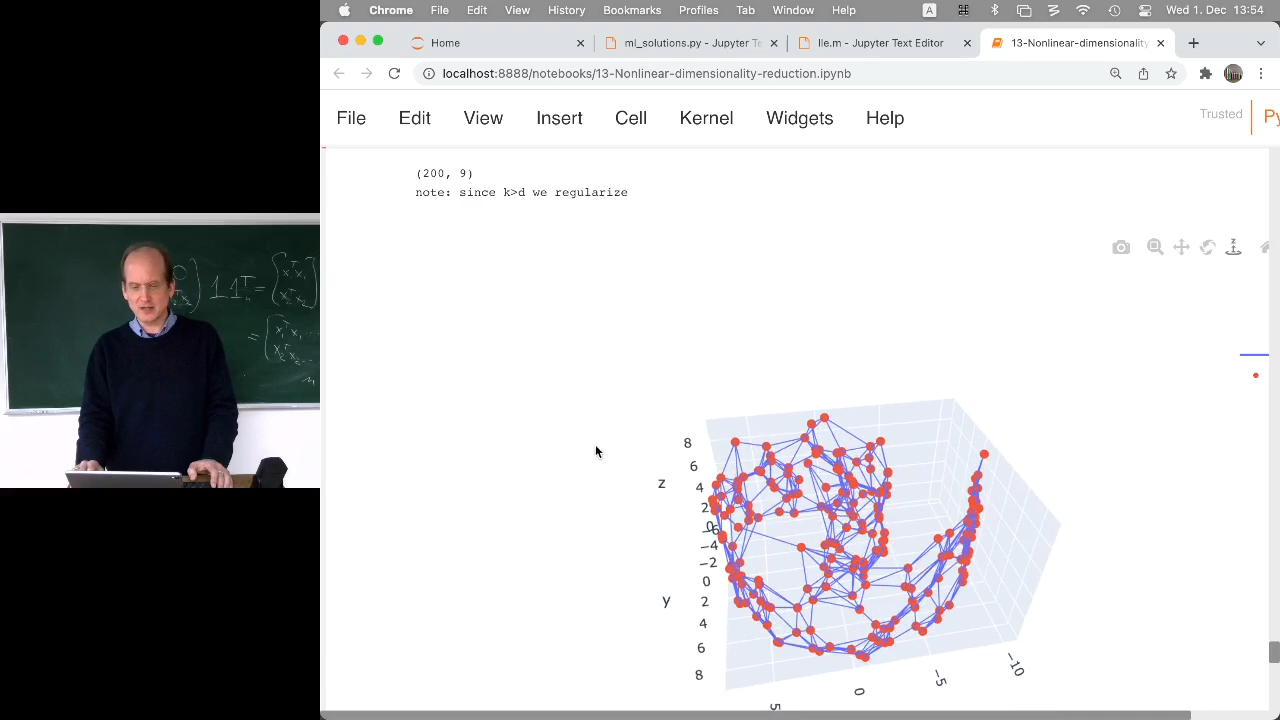 Chrome File Edit View History Bookmarks Profiles Tab Window Help A Wed 1. Dec 13:54
Home ml_solutions.py - Jupyter Te lle.m - Jupyter Text Editor 13-Nonlinear-dimensionality
localhost:8888/notebooks/13-Nonlinear-dimensionality-reduction.ipynb
File Edit View Insert Cell Kernel Widgets Help Trusted Py
(200, 9)
note: since k>d we regularize
z
8
6
4
2
0
−6
−4
−2
0
y
2
4
6
8
5
0
−5
−10
z